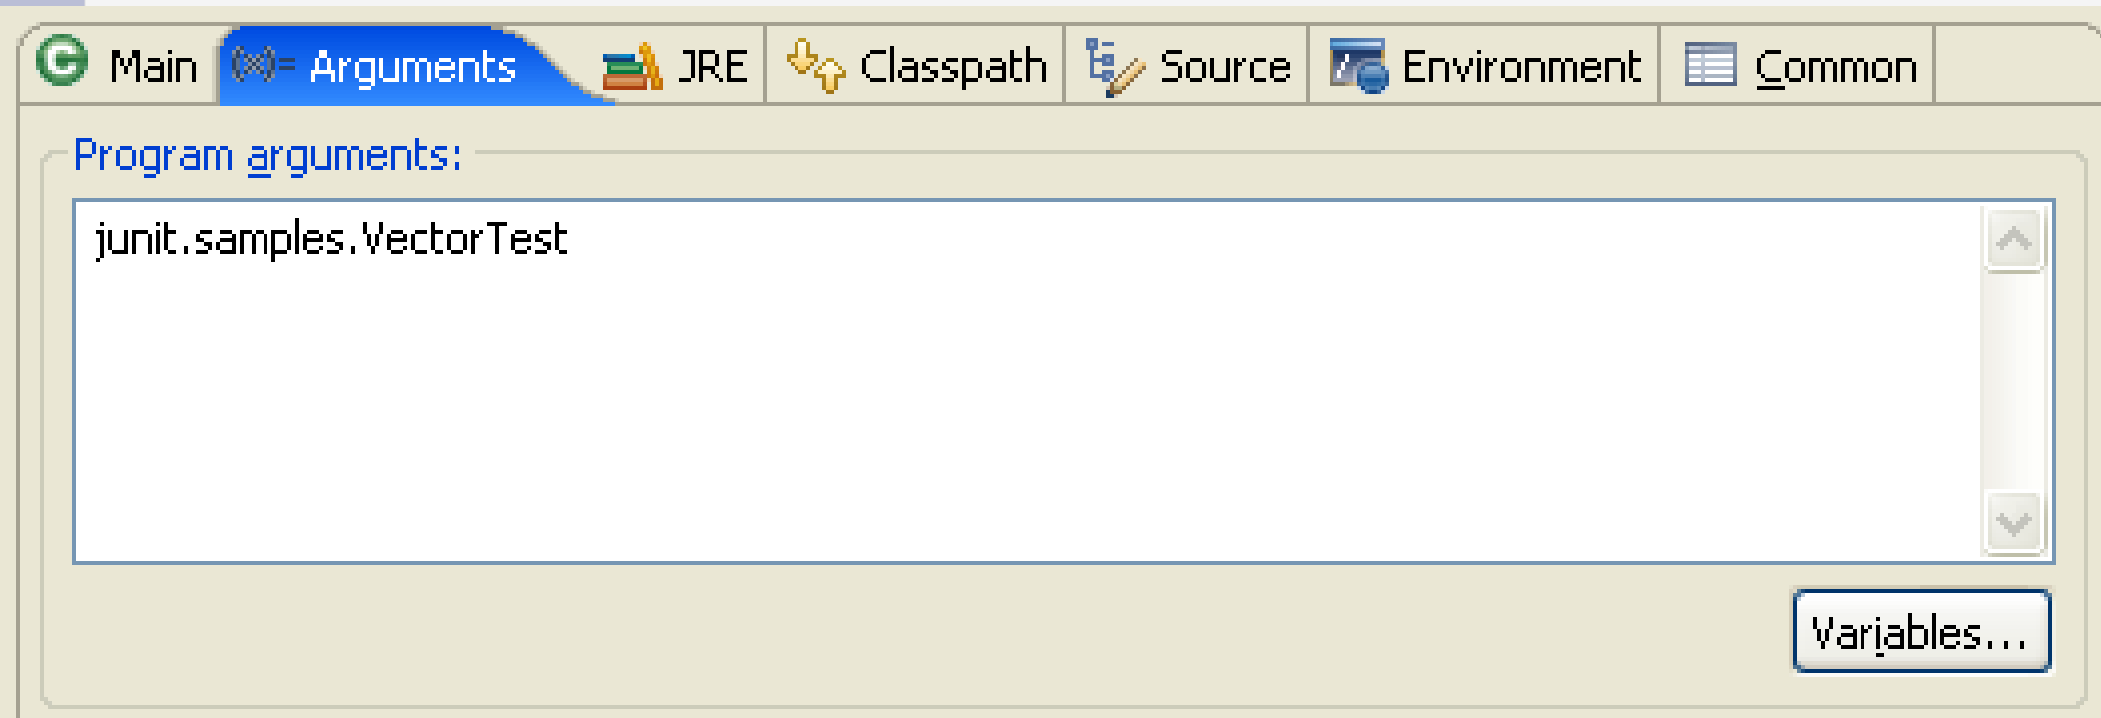 Main (x)= Arguments JRE Classpath Source Environment Common
Program arguments:
junit.samples.VectorTest
Variables...